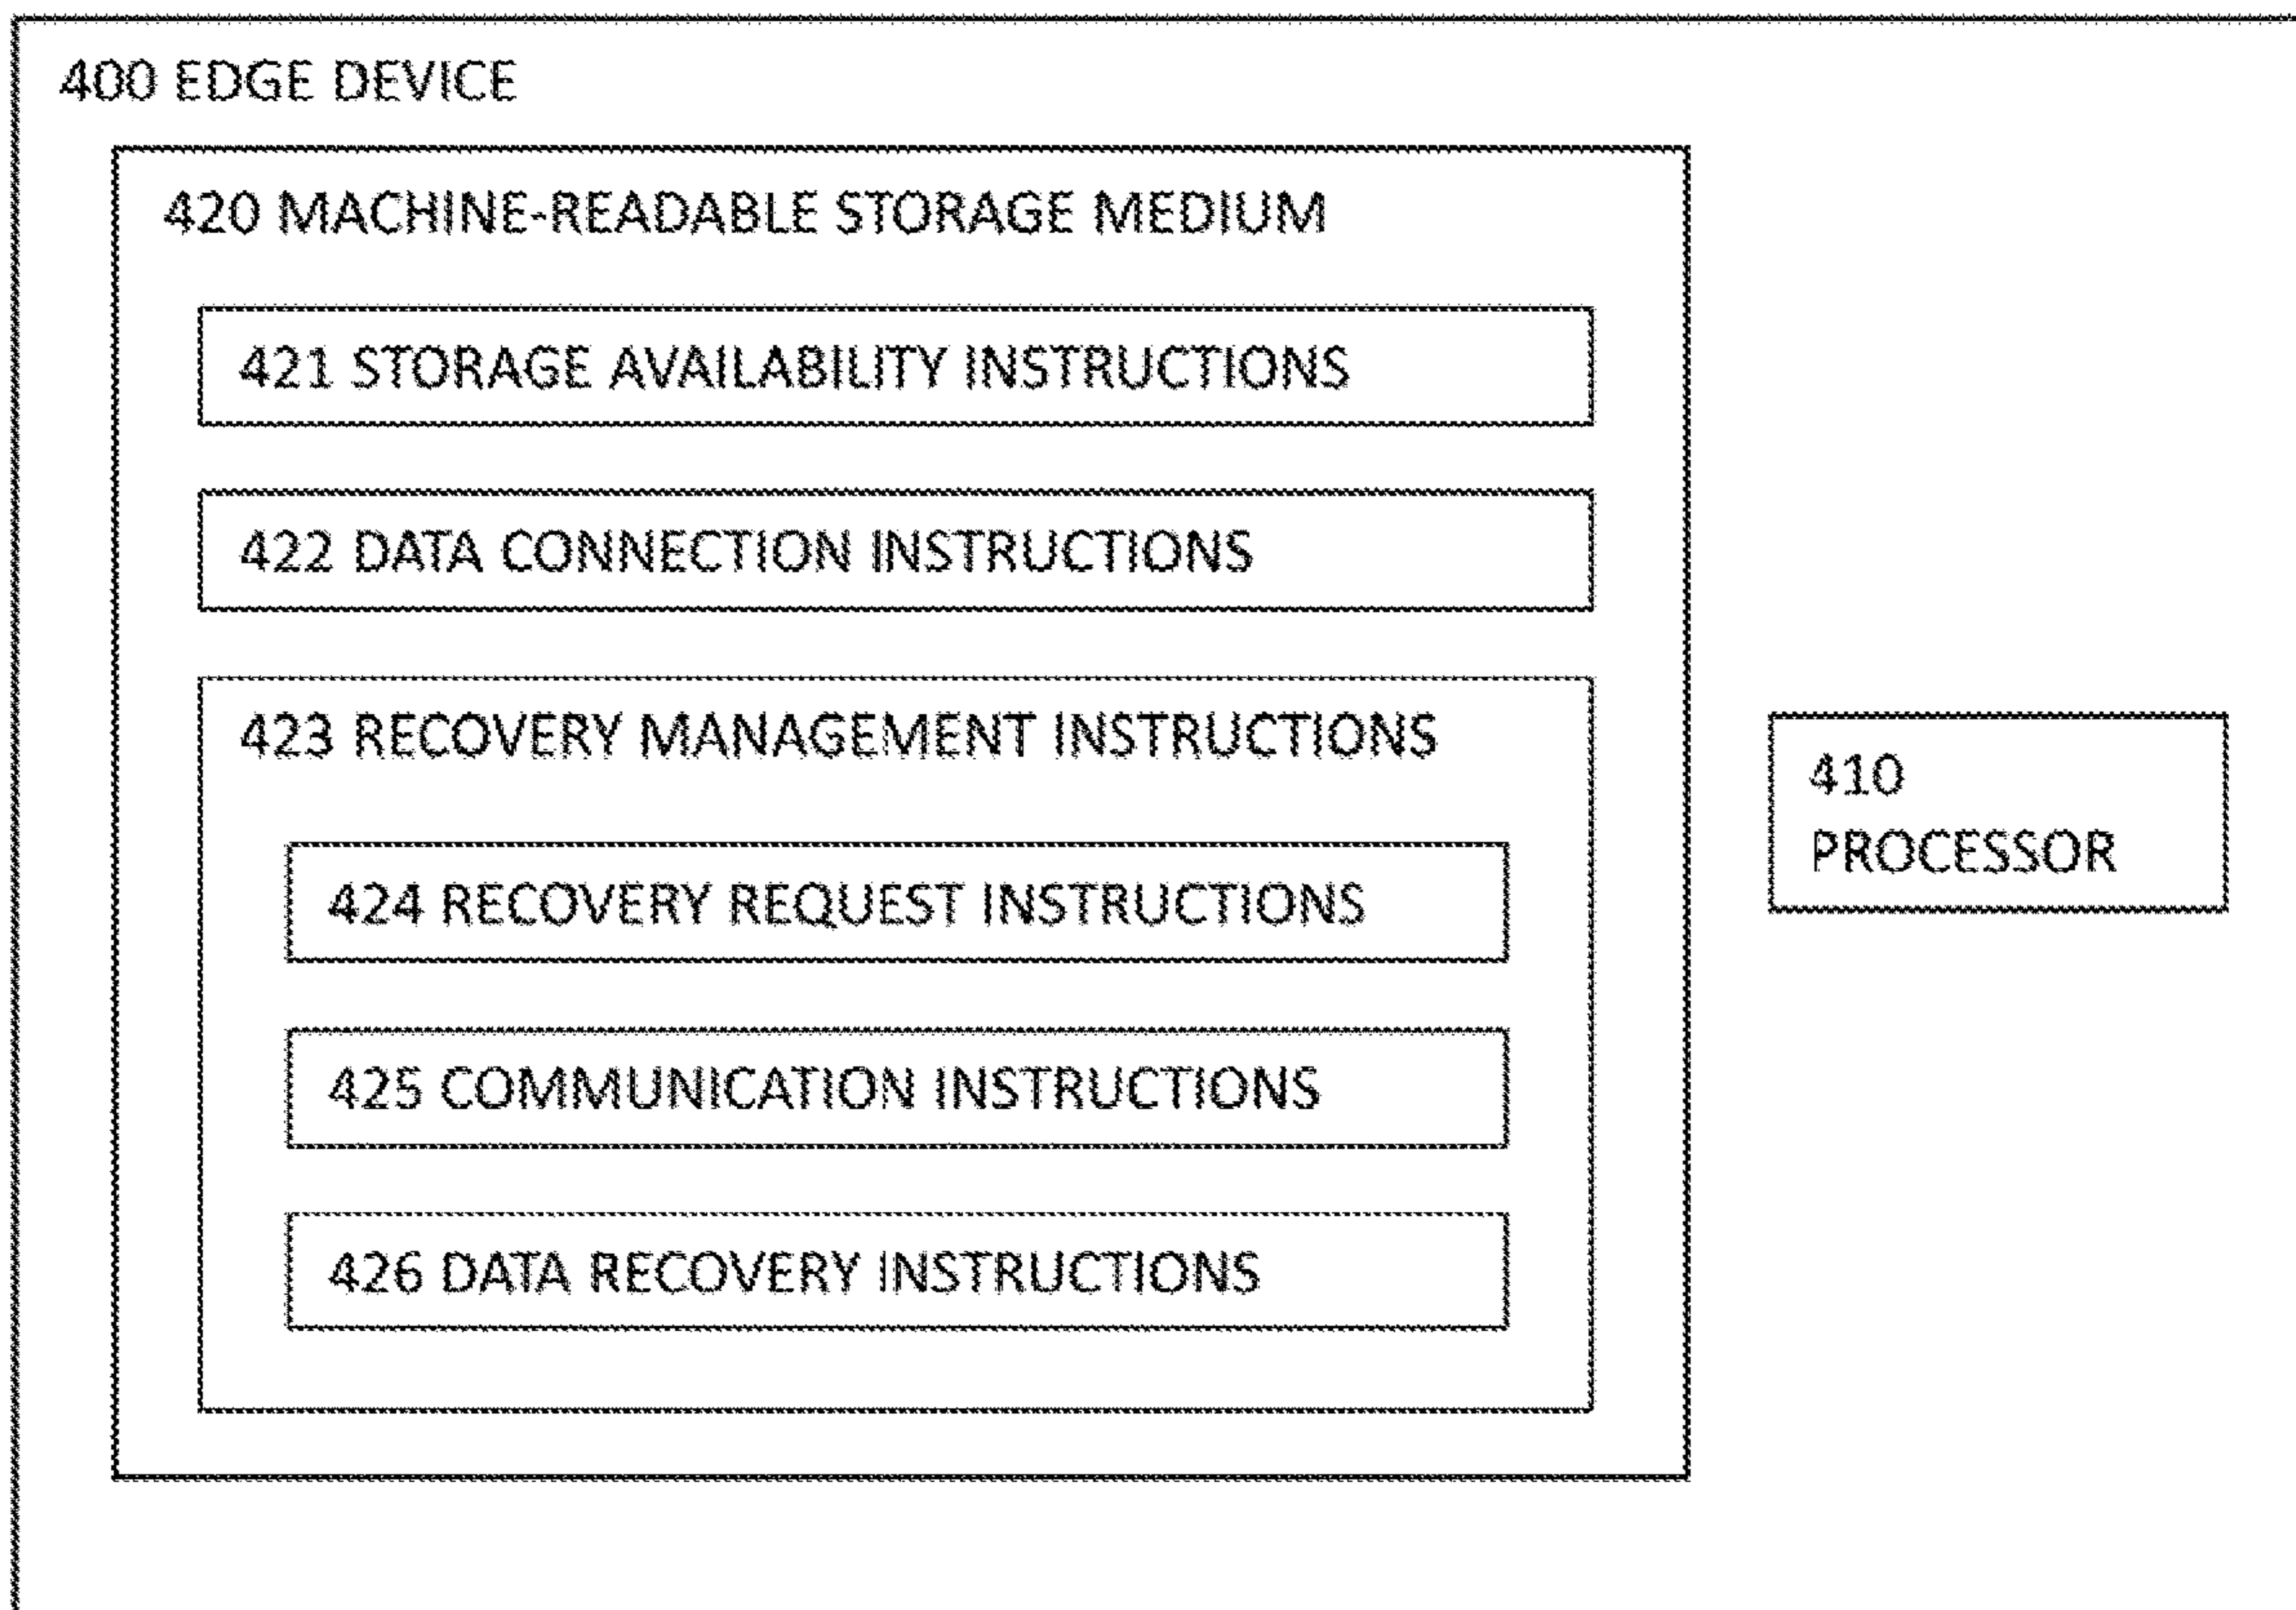 400 EDGE DEVICE
420 MACHINE-READABLE STORAGE MEDIUM
421 STORAGE AVAILABILITY INSTRUCTIONS
422 DATA CONNECTION INSTRUCTIONS
423 RECOVERY MANAGEMENT INSTRUCTIONS
424 RECOVERY REQUEST INSTRUCTIONS
425 COMMUNICATION INSTRUCTIONS
426 DATA RECOVERY INSTRUCTIONS
410
PROCESSOR